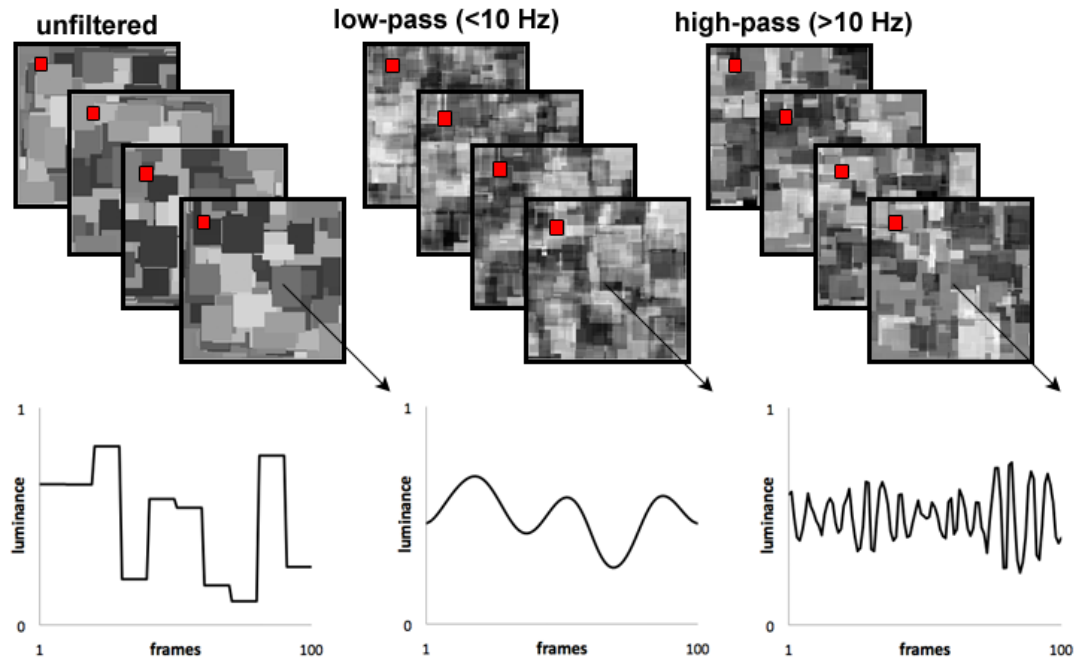 unfiltered
low-pass (<10 Hz)
high-pass (>10 Hz)
1
luminance
0
1
frames
100
1
luminance
0
1
frames
100
1
luminance
0
1
frames
100